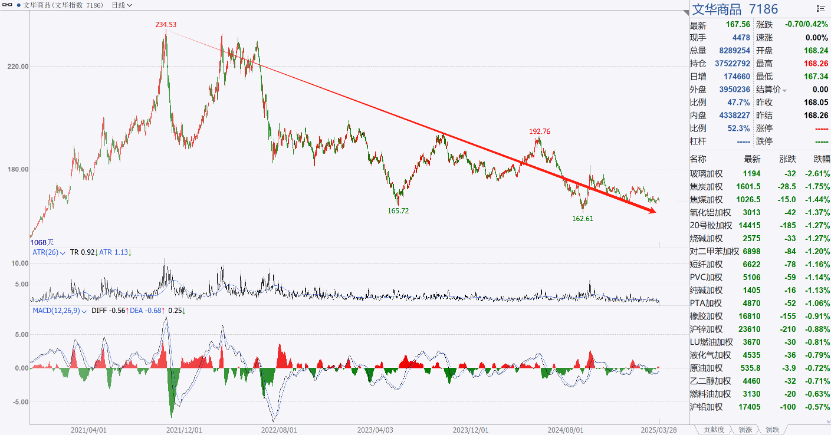 文华商品(文华指数 7186) 日线
文华商品 7186
234.53
192.76
165.72
162.61
220.00
180.00
1068天
ATR(26) TR 0.92↓ ATR 1.13↓
10.00
5.00
MACD(12,26,9) DIFF -0.56↑ DEA -0.68↑ 0.25↓
5.00
0.00
-5.00
2021/04/01 2021/12/01 2022/08/01 2023/04/03 2023/12/01 2024/08/01 2025/03/28
最新 167.56 涨跌 -0.70/0.42%
现手 4478 速涨 0.00%
总量 8289254 开盘 168.24
持仓 37522792 最高 168.26
日增 174660 最低 167.34
外盘 3950236 结算价 0.00
比例 47.7% 昨收 168.05
内盘 4338227 昨结 168.26
比例 52.3% 涨停 -----
杠杆 ----- 跌停 -----
名称 最新 涨跌 涨跌幅
玻璃加权 1194 -32 -2.61%
焦炭加权 1601.5 -28.5 -1.75%
焦煤加权 1026.5 -15.0 -1.44%
氧化铝加权 3013 -42 -1.37%
20号胶加权 14415 -185 -1.27%
烧碱加权 2575 -33 -1.27%
对二甲苯加权 6898 -84 -1.20%
短纤加权 6622 -78 -1.16%
PVC加权 5106 -59 -1.14%
纯碱加权 1405 -16 -1.13%
PTA加权 4870 -52 -1.06%
橡胶加权 16810 -155 -0.91%
沪锌加权 23610 -210 -0.88%
LU燃油加权 3670 -30 -0.81%
液化气加权 4535 -36 -0.79%
原油加权 535.8 -3.9 -0.72%
乙二醇加权 4460 -32 -0.71%
燃料油加权 3130 -20 -0.63%
沪铅加权 17405 -100 -0.57%
贡献度 领涨 领跌